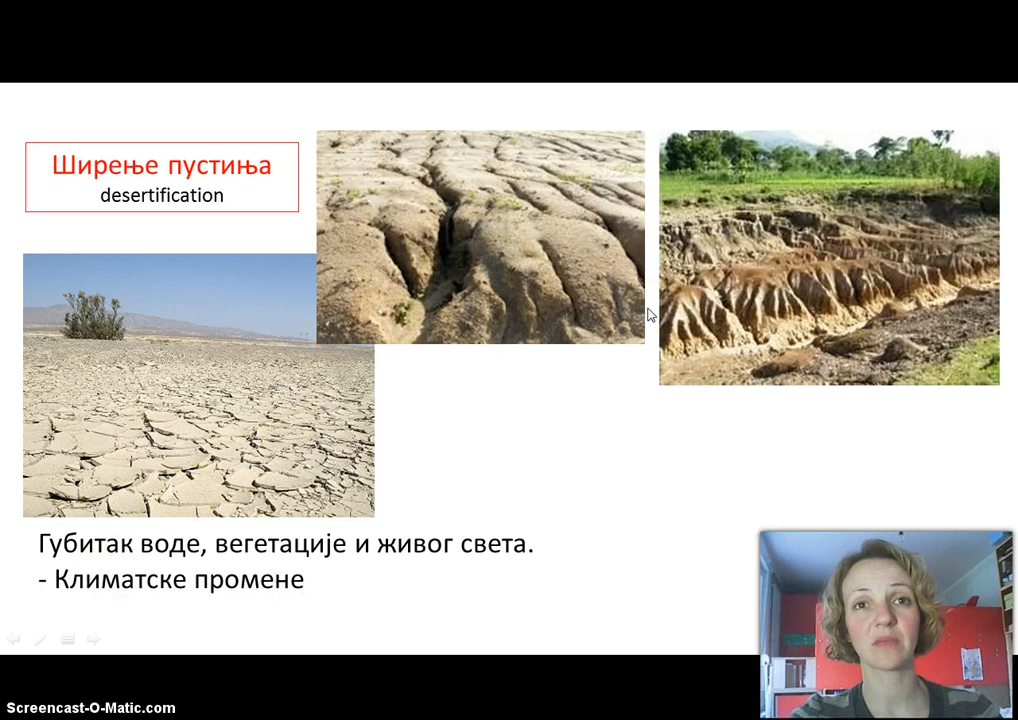 Ширење пустиња
desertification
Губитак воде, вегетације и живог света.
- Климатске промене
Screencast-O-Matic.com